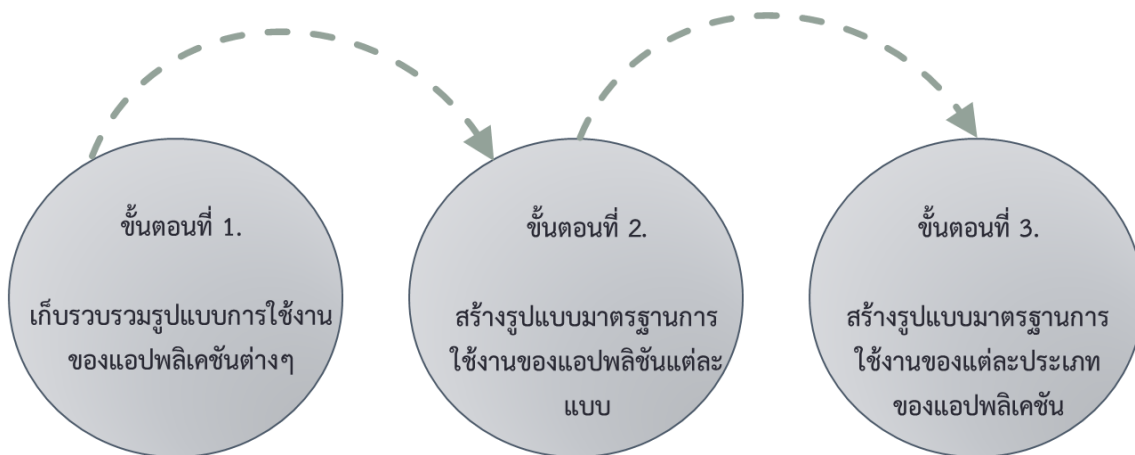 ขั้นตอนที่ 1.
เก็บรวบรวมรูปแบบการใช้งาน
ของแอปพลิเคชันต่างๆ
ขั้นตอนที่ 2.
สร้างรูปแบบมาตรฐานการ
ใช้งานของแอปพลิชันแต่ละ
แบบ
ขั้นตอนที่ 3.
สร้างรูปแบบมาตรฐานการ
ใช้งานของแต่ละประเภท
ของแอปพลิเคชัน